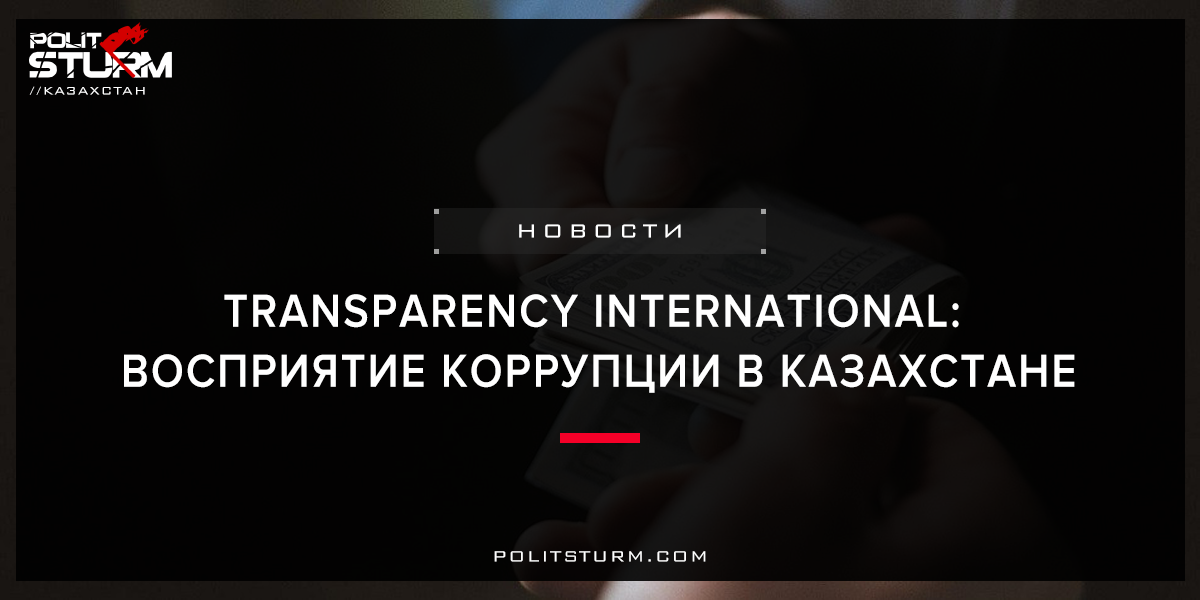 POLIT
STURM
//КАЗАХСТАН
НОВОСТИ
TRANSPARENCY INTERNATIONAL:
ВОСПРИЯТИЕ КОРРУПЦИИ В КАЗАХСТАНЕ
POLITSTURM.COM